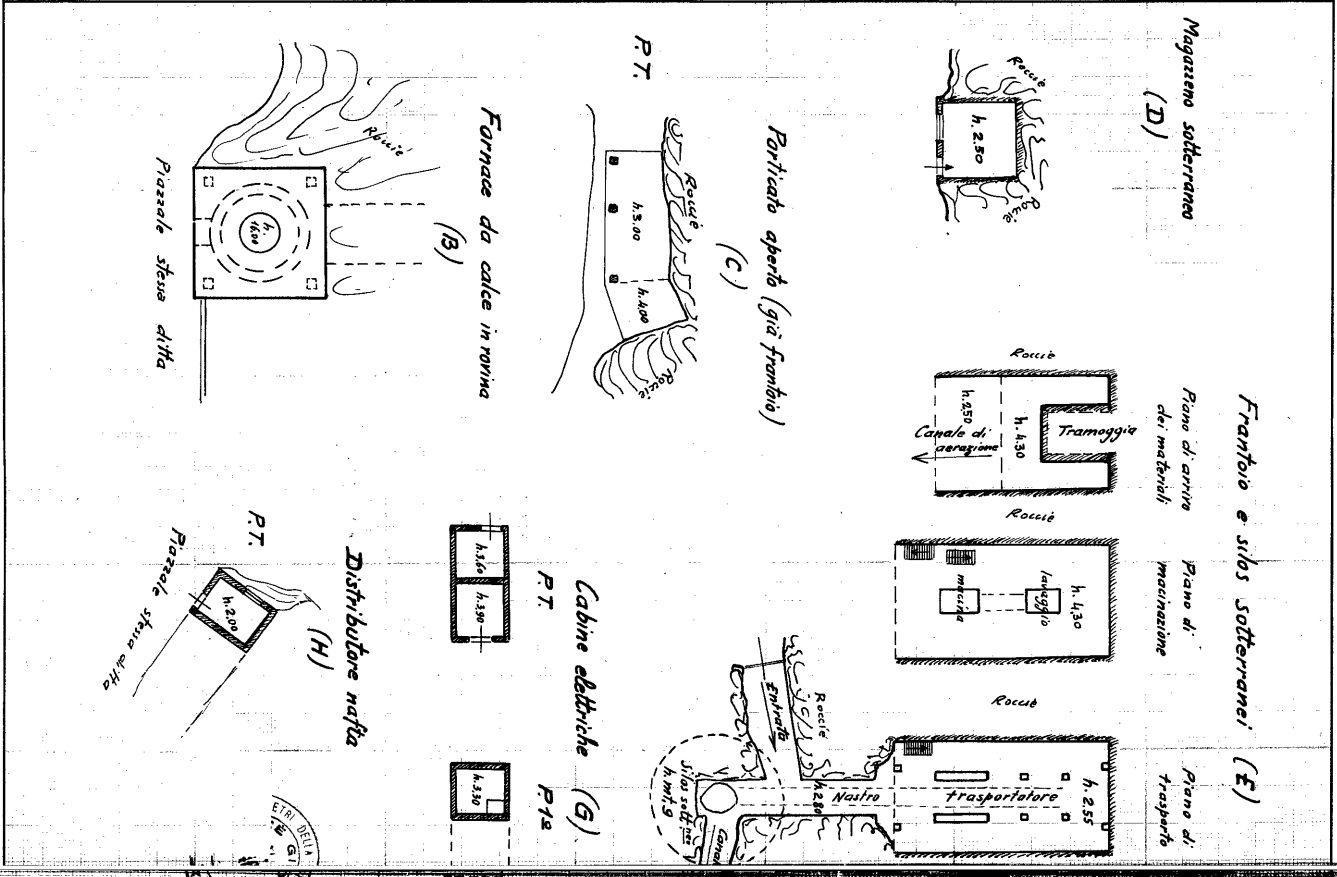 Magazzeno sotterraneo
(D)
Roccie
h. 2.50
Roccie
Frantoio e silos sotterranei (E)
Piano di arrivo
dei materiali
Roccie
Tramoggia
h. 4.30
h. 2.50
Canale di
aerazione
Piano di
macinazione
Roccie
h. 4.30
lavaggio
macina
Piano di
trasporto
Roccie
h. 2.55
Nastro trasportatore
h. 2.80
Roccie
Entrata
Silos sott.neo
h. mt. 9
Porticato aperto (già frantoio)
(C)
P.T.
Roccie
h. 3.00
h. 4.00
Roccie
Cabine elettriche (G)
P.T.
h. 3.60
h. 3.90
P. 1º
h. 3.30
Fornace da calce in rovina
(B)
Roccie
h.
16.00
Piazzale stessa ditta
Distributore nafta
(H)
P.T.
h. 2.00
Piazzale stessa ditta
ETRI DELLA